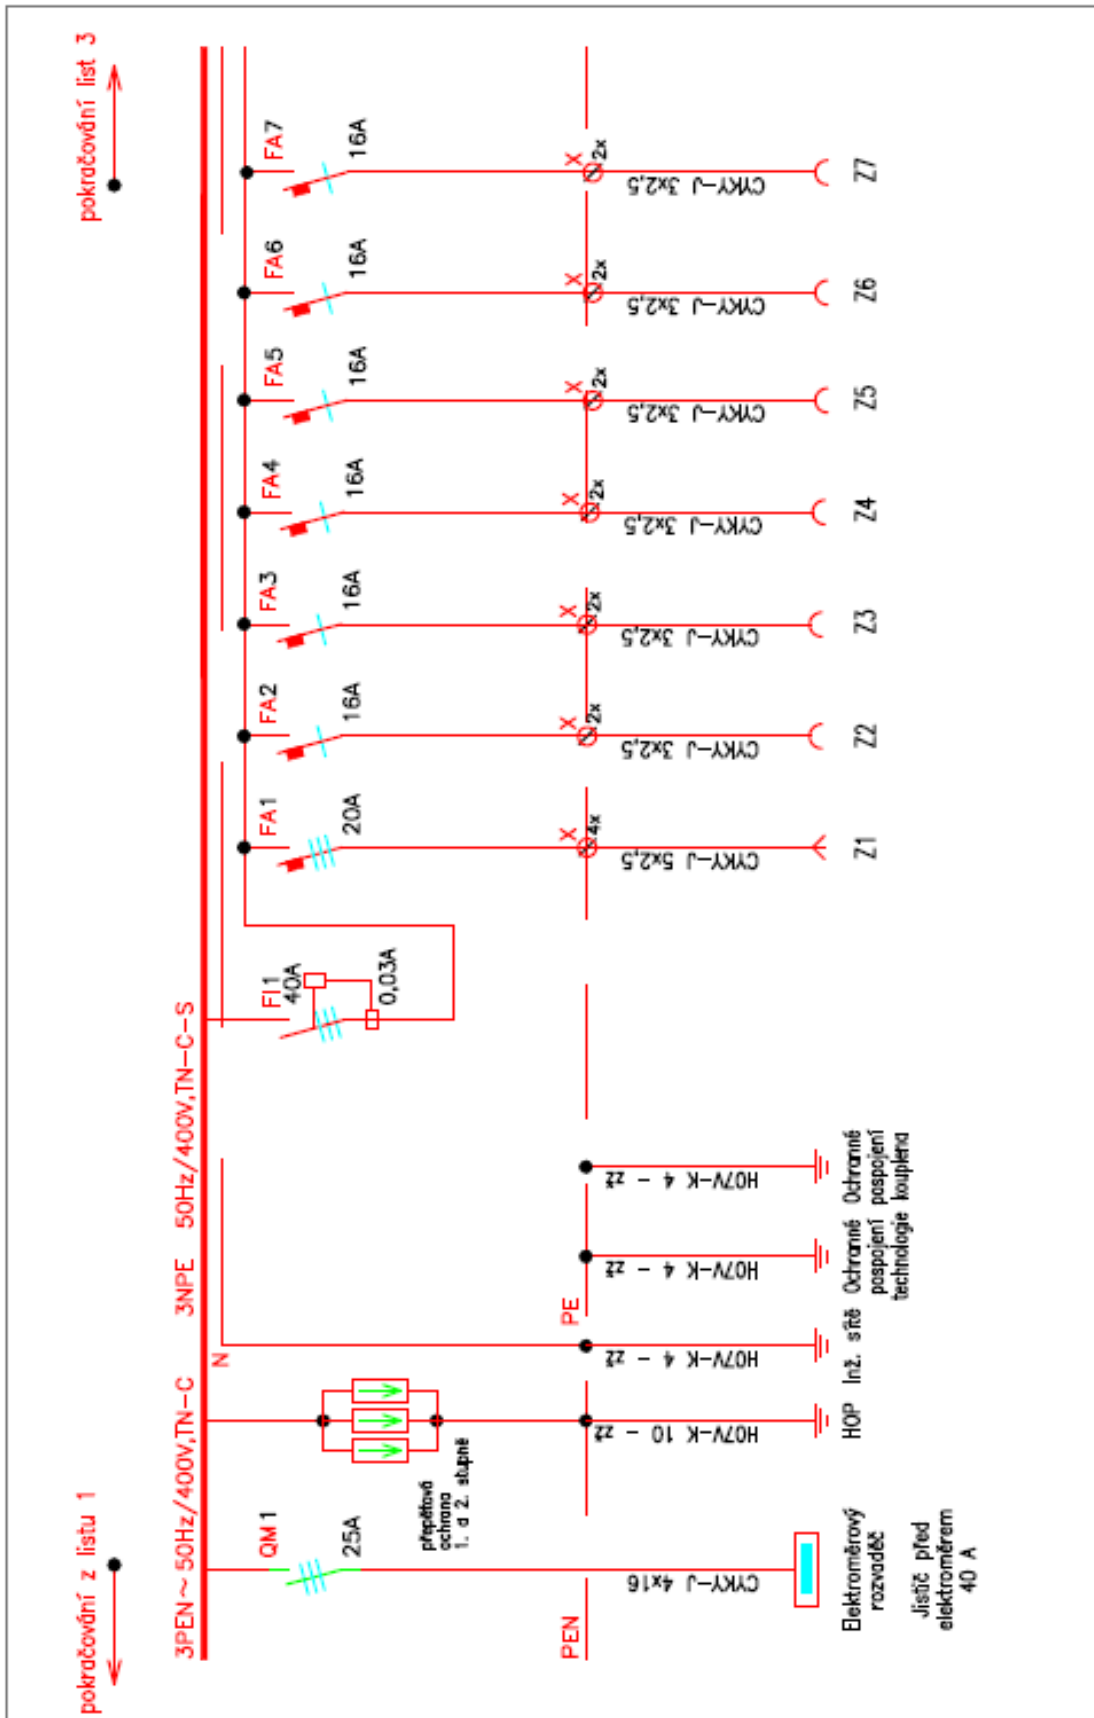 pokračování z listu 1
pokračování list 3
3PEN~50Hz/400V,TN-C
3NPE 50Hz/400V,TN-C-S
N
QM1
25A
přepěťová
ochrana
1. d 2. stupně
FI1
40A
0,03A
FA1
20A
FA2
16A
FA3
16A
FA4
16A
FA5
16A
FA6
16A
FA7
16A
PEN
PE
X
4x
X
2x
X
2x
X
2x
X
2x
X
2x
X
2x
CYKY-J 4x16
H07V-K 10 - zž
H07V-K 4 - zž
H07V-K 4 - zž
H07V-K 4 - zž
CYKY-J 5x2,5
CYKY-J 3x2,5
CYKY-J 3x2,5
CYKY-J 3x2,5
CYKY-J 3x2,5
CYKY-J 3x2,5
CYKY-J 3x2,5
Elektroměrový
rozvaděč
Jistič před
elektroměrem
40 A
HOP
Inž. sítě
Ochranné
pospojení
technologie
Ochranné
pospojení
koupelna
Z1
Z2
Z3
Z4
Z5
Z6
Z7